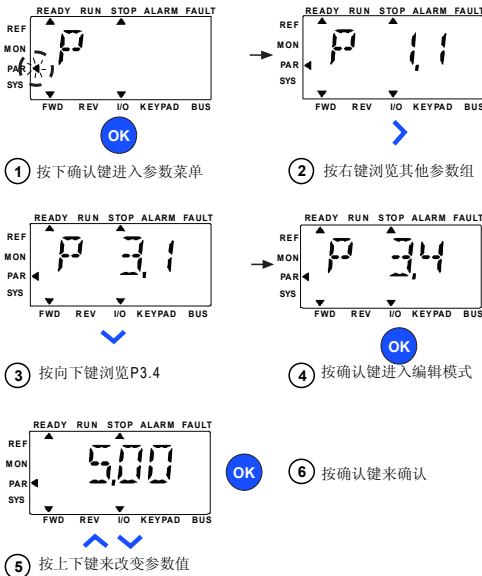 READY RUN STOP ALARM FAULT
REF
MON
PAR
SYS
P
FWD REV I/O KEYPAD BUS
OK
1 按下确认键进入参数菜单
READY RUN STOP ALARM FAULT
REF
MON
PAR
SYS
P 1,1
FWD REV I/O KEYPAD BUS
2 按右键浏览其他参数组
READY RUN STOP ALARM FAULT
REF
MON
PAR
SYS
P 3,1
FWD REV I/O KEYPAD BUS
3 按向下键浏览P3.4
READY RUN STOP ALARM FAULT
REF
MON
PAR
SYS
P 3,4
FWD REV I/O KEYPAD BUS
OK
4 按确认键进入编辑模式
READY RUN STOP ALARM FAULT
REF
MON
PAR
SYS
5,00
FWD REV I/O KEYPAD BUS
5 按上下键来改变参数值
OK
6 按确认键来确认